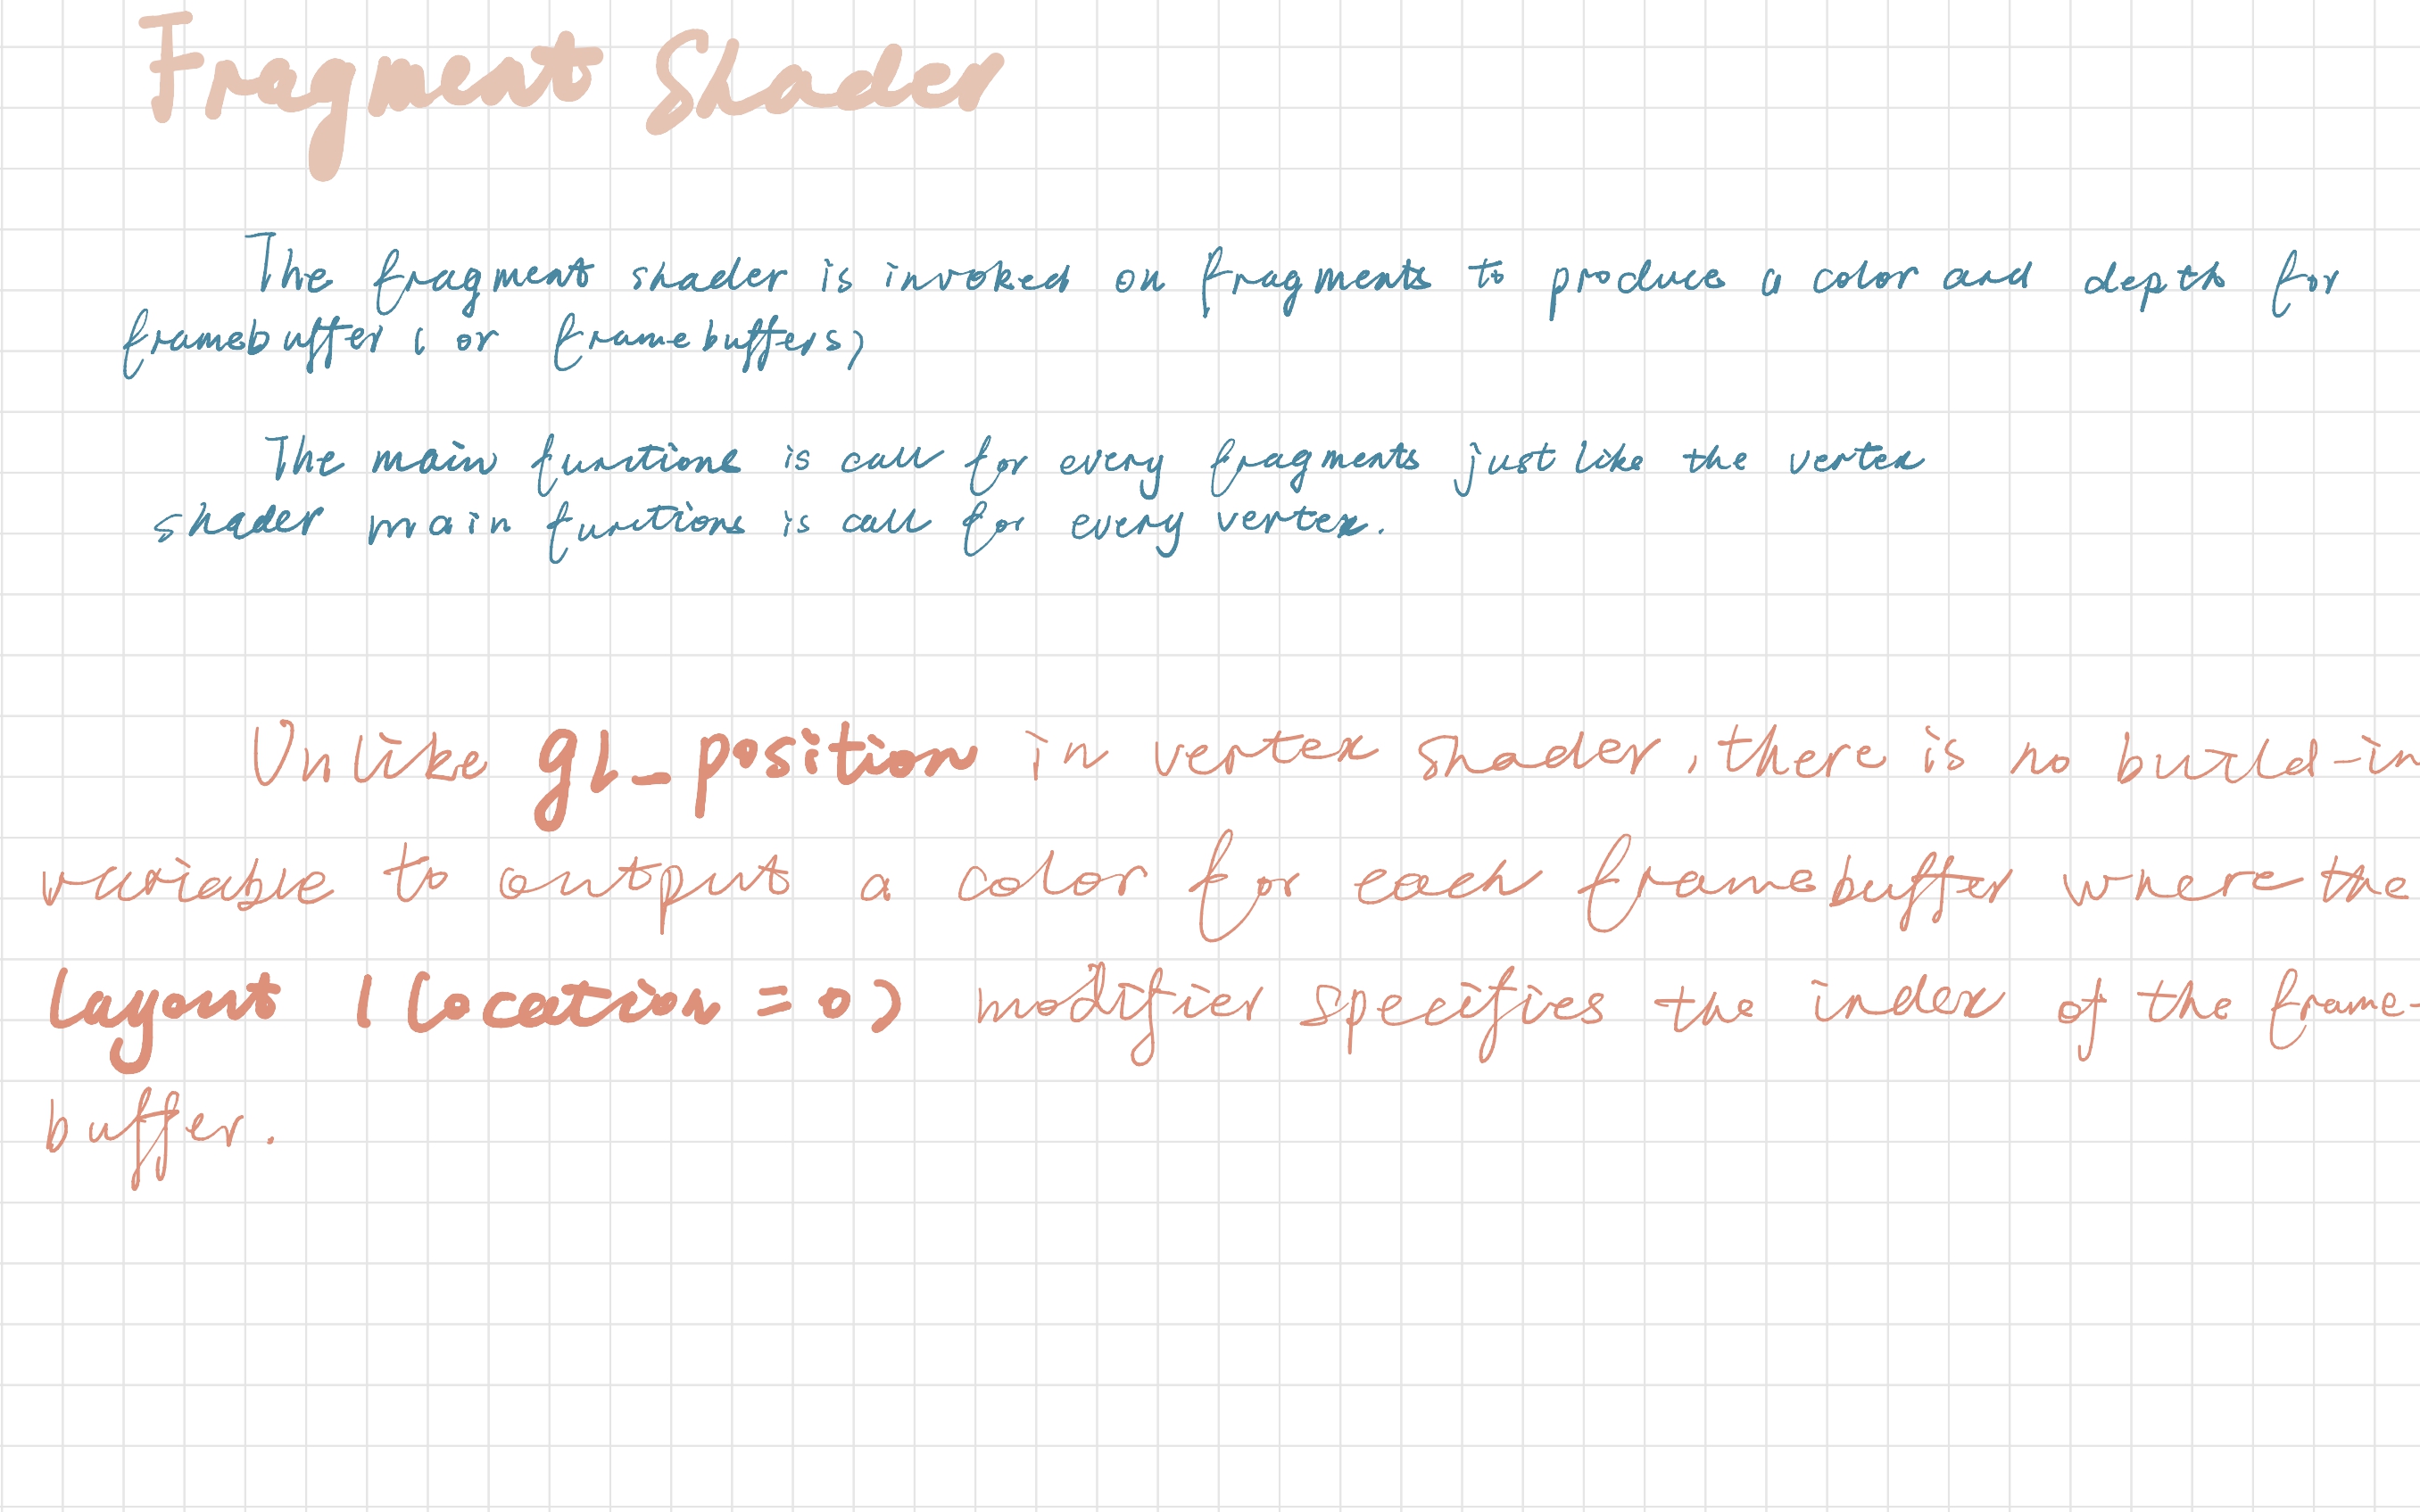 Fragment Shader
The fragment shader is invoked on fragments to produce a color and depth for
framebuffer (or framebuffers)
The main functions is call for every fragments just like the vertex
shader main functions is call for every vertex.
Unlike gl_position in vertex shader, there is no build-in
variable to output a color for each framebuffer where the
layout (location = 0) modifier specifies the index of the frame-
buffer.